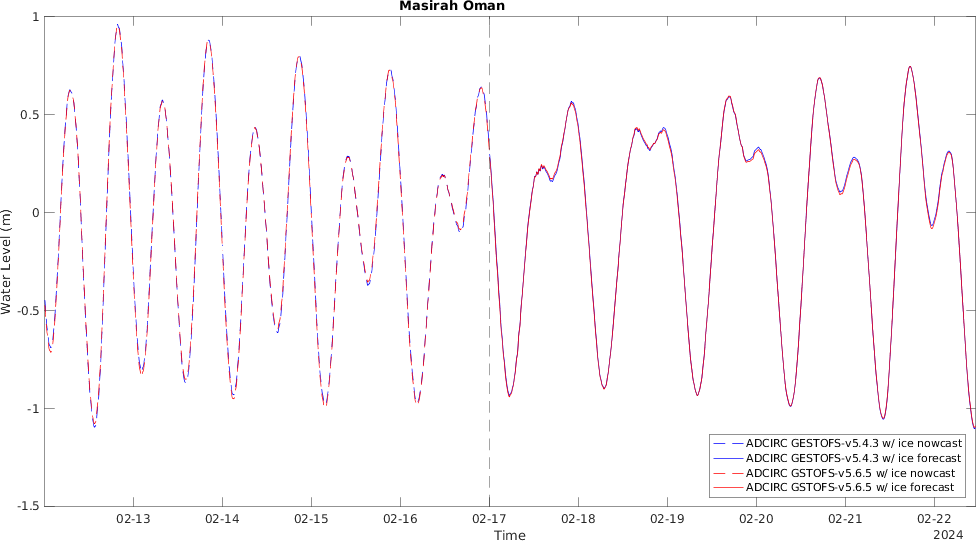 Masirah Oman
1
0.5
0
-0.5
-1
-1.5
Water Level (m)
02-13 02-14 02-15 02-16 02-17 02-18 02-19 02-20 02-21 02-22
Time
2024
ADCIRC GESTOFS-v5.4.3 w/ ice nowcast
ADCIRC GESTOFS-v5.4.3 w/ ice forecast
ADCIRC GSTOFS-v5.6.5 w/ ice nowcast
ADCIRC GSTOFS-v5.6.5 w/ ice forecast